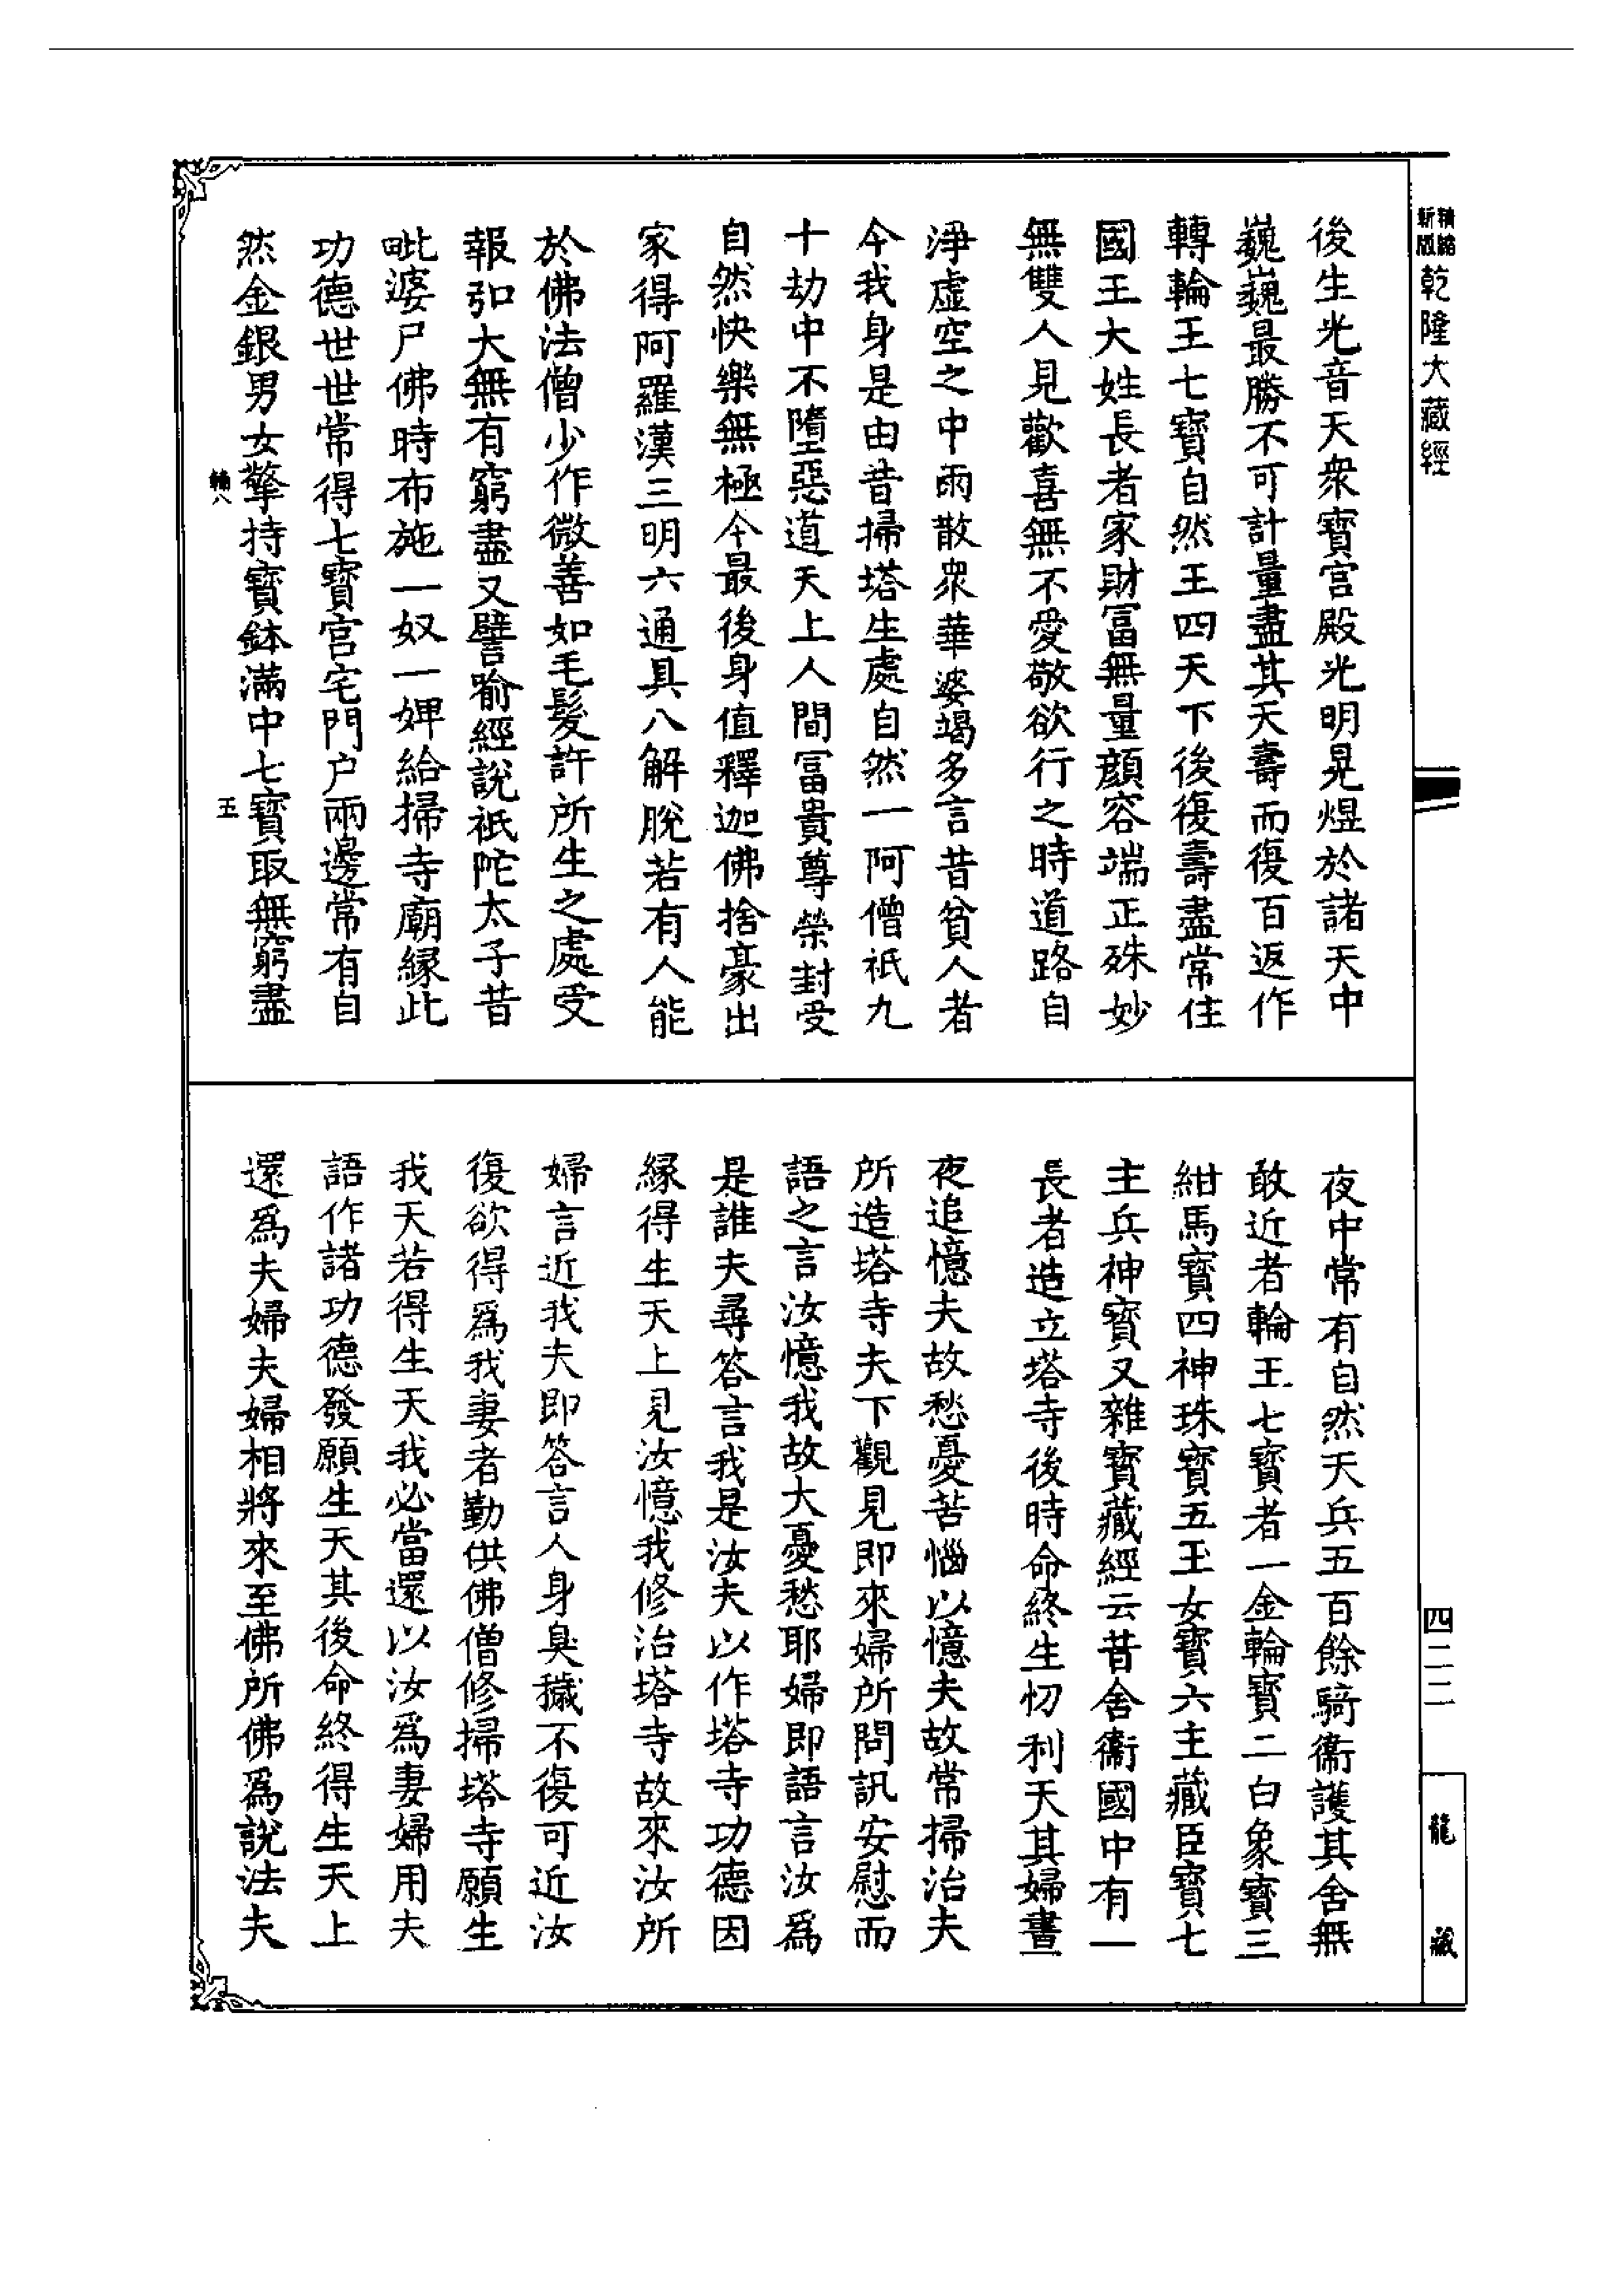 新編縮版乾隆大藏經
後生光音天衆寶宮殿光明晃煜於諸天中
巍巍最勝不可計量盡其天壽而復百返作
轉輪王七寶自然王四天下後復壽盡常住
國王大姓長者家財冨無量顔容端正殊妙
無雙人見歡喜無不愛敬欲行之時道路自
淨虛空之中雨散衆華婆竭多言昔貧人者
今我身是由昔掃塔生處自然一阿僧祇九
十劫中不墮惡道天上人間冨貴尊榮封受
自然快樂無極今最後身值釋迦佛捨豪出
家得阿羅漢三明六通具八解脫若有人能
於佛法僧少作微善如毛髮許所生之處受
報弘大無有窮盡又譬喻經說祇陀太子昔
毗婆尸佛時布施一奴一婢給掃寺廟緣此
功德世世常得七寶宮宅門戶兩邊常有自
然金銀男女擎持寶鉢滿中七寶取無窮盡
輪八
五
夜中常有自然天兵五百餘騎衞護其舍無
敢近者輪王七寶者一金輪寶二白象寶三
紺馬寶四神珠寶五王女寶六主藏臣寶七
主兵神寶又雜寶藏經云昔舍衞國中有一
長者造立塔寺後時命終生忉利天其婦晝
夜追憶夫故愁憂苦惱以憶夫故常掃治夫
所造塔寺夫下觀見即來婦所問訊安慰而
語之言汝憶我故大憂愁耶婦即語言汝爲
是誰夫尋答言我是汝夫以作塔寺功德因
緣得生天上見汝憶我修治塔寺故來汝所
婦言近我夫即答言人身臭穢不復可近汝
復欲得爲我妻者勤供佛僧修掃塔寺願生
我天若得生天我必當還以汝爲妻婦用夫
語作諸功德發願生天其後命終得生天上
還爲夫婦夫婦相將來至佛所佛爲說法夫
四二二
龍藏